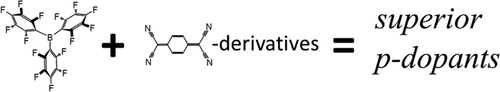 F F F F
F F F F
F B F
F F
F F
F
+
N N
N N
-derivatives
=
superior
p-dopants